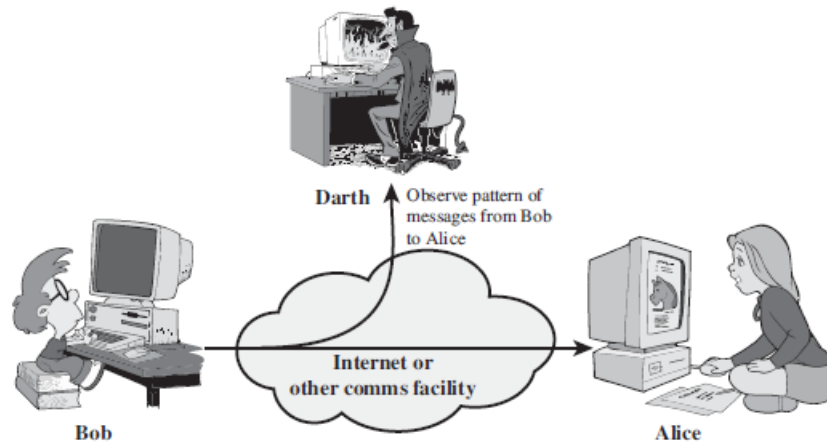 Darth
Observe pattern of
messages from Bob
to Alice
Internet or
other comms facility
Bob
Alice